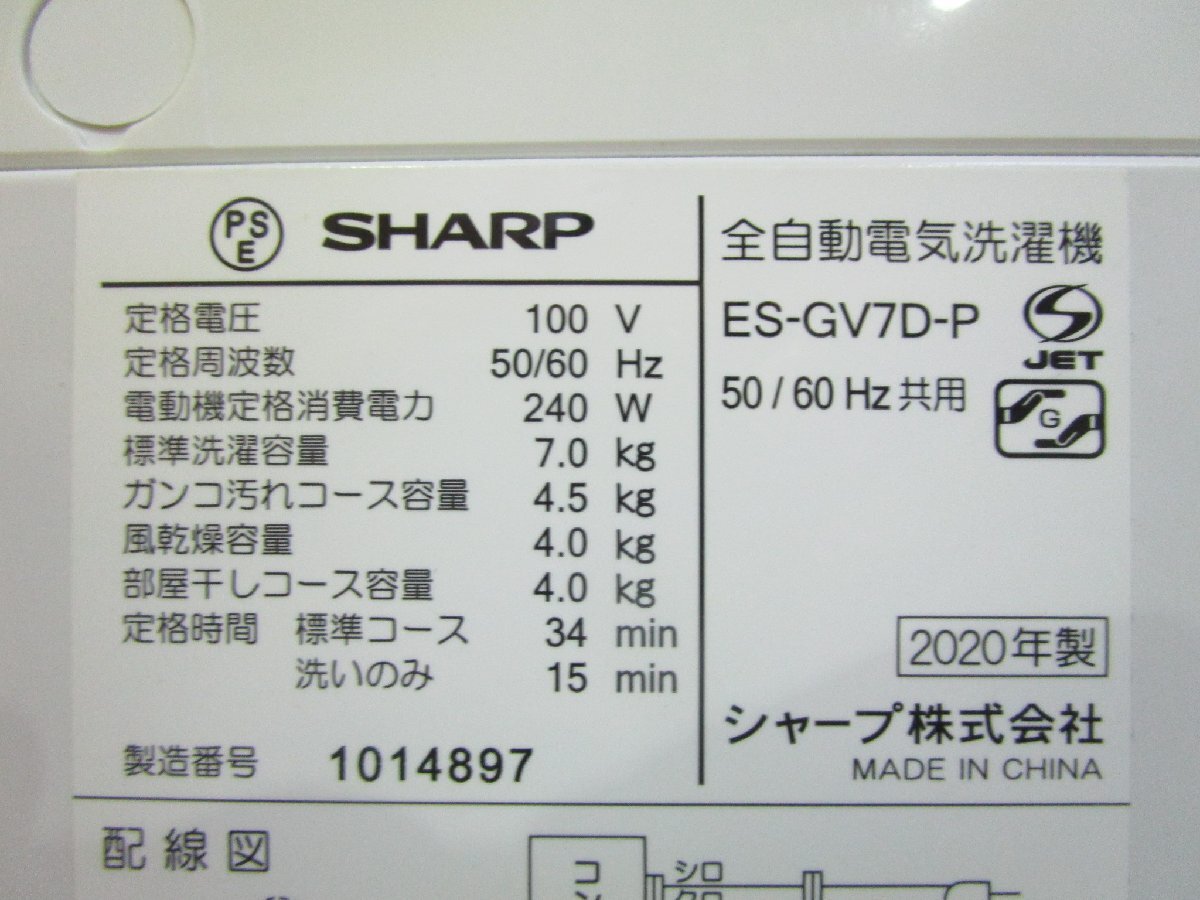 PSE SHARP
定格電圧 100 V
定格周波数 50/60 Hz
電動機定格消費電力 240 W
標準洗濯容量 7.0 kg
ガンコ汚れコース容量 4.5 kg
風乾燥容量 4.0 kg
部屋干しコース容量 4.0 kg
定格時間 標準コース 34 min
洗いのみ 15 min
製造番号 1014897
全自動電気洗濯機
ES-GV7D-P
JET
50 / 60 Hz 共用
G
2020年製
シャープ株式会社
MADE IN CHINA
配線図
コ
シロ